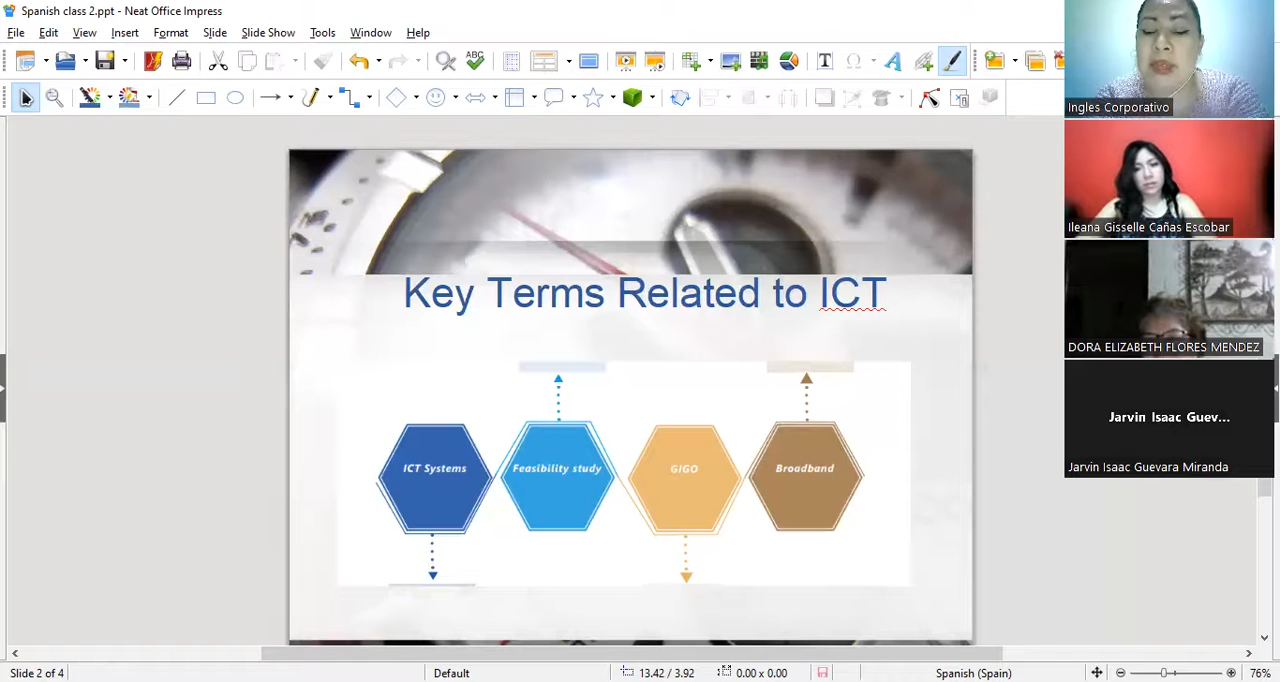 Spanish class 2.ppt - Neat Office Impress
File Edit View Insert Format Slide Slide Show Tools Window Help
ABC
T Ω A
Ingles Corporativo
Ileana Gisselle Cañas Escobar
DORA ELIZABETH FLORES MENDEZ
Jarvin Isaac Guev...
Jarvin Isaac Guevara Miranda
Key Terms Related to ICT
ICT Systems
Feasibility study
GIGO
Broadband
Slide 2 of 4
Default
13.42 / 3.92
0.00 x 0.00
Spanish (Spain)
76%